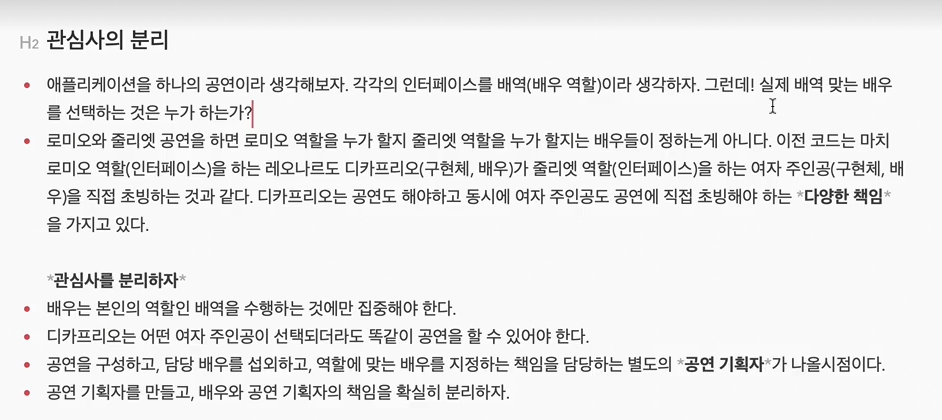 H2 관심사의 분리
• 애플리케이션을 하나의 공연이라 생각해보자. 각각의 인터페이스를 배역(배우 역할)이라 생각하자. 그런데! 실제 배역 맞는 배우
를 선택하는 것은 누가 하는가?
• 로미오와 줄리엣 공연을 하면 로미오 역할을 누가 할지 줄리엣 역할을 누가 할지는 배우들이 정하는게 아니다. 이전 코드는 마치
로미오 역할(인터페이스)을 하는 레오나르도 디카프리오(구현체, 배우)가 줄리엣 역할(인터페이스)을 하는 여자 주인공(구현체, 배
우)을 직접 초빙하는 것과 같다. 디카프리오는 공연도 해야하고 동시에 여자 주인공도 공연에 직접 초빙해야 하는 *다양한 책임*
을 가지고 있다.
*관심사를 분리하자*
• 배우는 본인의 역할인 배역을 수행하는 것에만 집중해야 한다.
• 디카프리오는 어떤 여자 주인공이 선택되더라도 똑같이 공연을 할 수 있어야 한다.
• 공연을 구성하고, 담당 배우를 섭외하고, 역할에 맞는 배우를 지정하는 책임을 담당하는 별도의 *공연 기획자*가 나올시점이다.
• 공연 기획자를 만들고, 배우와 공연 기획자의 책임을 확실히 분리하자.